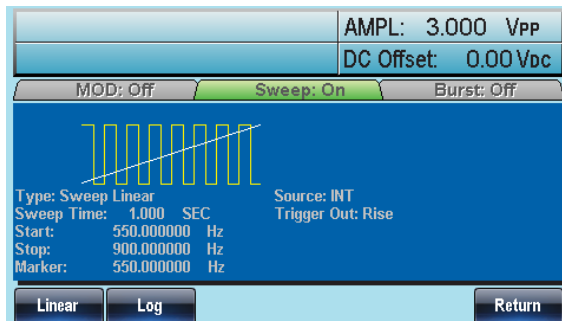 AMPL: 3.000 VPP
DC Offset: 0.00 VDC
MOD: Off Sweep: On Burst: Off
Type: Sweep Linear Source: INT
Sweep Time: 1.000 SEC Trigger Out: Rise
Start: 550.000000 Hz
Stop: 900.000000 Hz
Marker: 550.000000 Hz
Linear Log Return